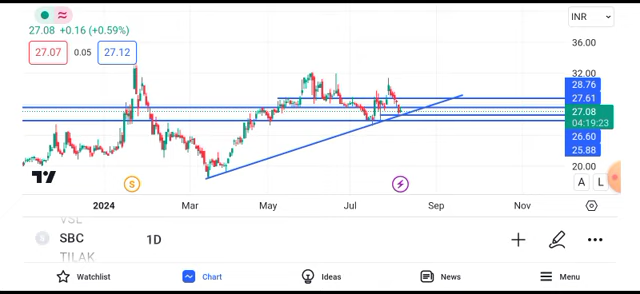 INR
27.08 +0.16 (+0.59%)
27.07 0.05 27.12
36.00
32.00
28.76
27.61
27.08
04:19:23
26.60
25.88
20.00
S
A L
2024 Mar May Jul Sep Nov
VSL
S SBC 1D
TILAK
Watchlist Chart Ideas News Menu